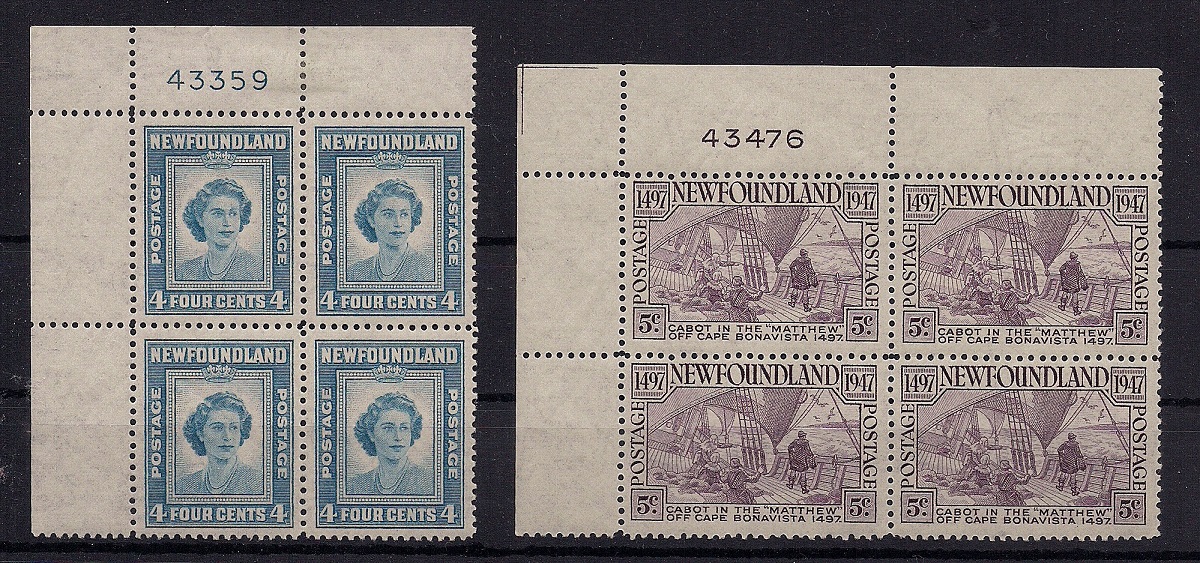 43359
NEWFOUNDLAND
POSTAGE
POSTAGE
4 FOUR CENTS 4
NEWFOUNDLAND
POSTAGE
POSTAGE
4 FOUR CENTS 4
NEWFOUNDLAND
POSTAGE
POSTAGE
4 FOUR CENTS 4
NEWFOUNDLAND
POSTAGE
POSTAGE
4 FOUR CENTS 4
43476
1497 NEWFOUNDLAND 1947
POSTAGE
POSTAGE
5¢ CABOT IN THE "MATTHEW" 5¢
OFF CAPE BONAVISTA 1497.
1497 NEWFOUNDLAND 1947
POSTAGE
POSTAGE
5¢ CABOT IN THE "MATTHEW" 5¢
OFF CAPE BONAVISTA 1497.
1497 NEWFOUNDLAND 1947
POSTAGE
POSTAGE
5¢ CABOT IN THE "MATTHEW" 5¢
OFF CAPE BONAVISTA 1497.
1497 NEWFOUNDLAND 1947
POSTAGE
POSTAGE
5¢ CABOT IN THE "MATTHEW" 5¢
OFF CAPE BONAVISTA 1497.